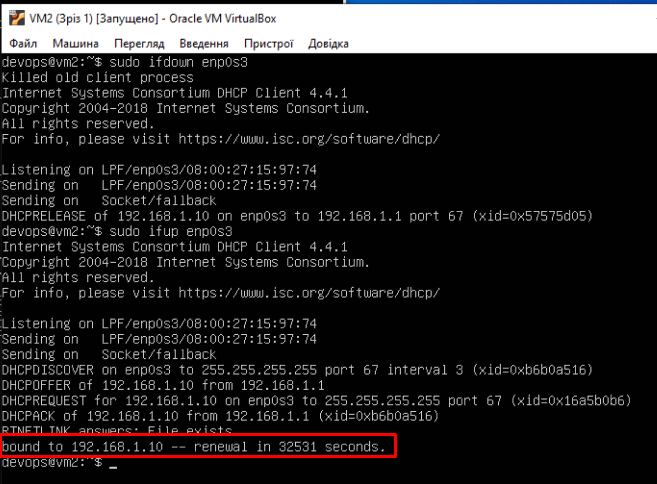 VM2 (Зріз 1) [Запущено] - Oracle VM VirtualBox
Файл Машина Перегляд Введення Пристрої Довідка
devops@vm2:~$ sudo ifdown enp0s3
Killed old client process
Internet Systems Consortium DHCP Client 4.4.1
Copyright 2004-2018 Internet Systems Consortium.
All rights reserved.
For info, please visit https://www.isc.org/software/dhcp/
Listening on LPF/enp0s3/08:00:27:15:97:74
Sending on   LPF/enp0s3/08:00:27:15:97:74
Sending on   Socket/fallback
DHCPRELEASE of 192.168.1.10 on enp0s3 to 192.168.1.1 port 67 (xid=0x57575d05)
devops@vm2:~$ sudo ifup enp0s3
Internet Systems Consortium DHCP Client 4.4.1
Copyright 2004-2018 Internet Systems Consortium.
All rights reserved.
For info, please visit https://www.isc.org/software/dhcp/
Listening on LPF/enp0s3/08:00:27:15:97:74
Sending on   LPF/enp0s3/08:00:27:15:97:74
Sending on   Socket/fallback
DHCPDISCOVER on enp0s3 to 255.255.255.255 port 67 interval 3 (xid=0xb6b0a516)
DHCPOFFER of 192.168.1.10 from 192.168.1.1
DHCPREQUEST for 192.168.1.10 on enp0s3 to 255.255.255.255 port 67 (xid=0x16a5b0b6)
DHCPACK of 192.168.1.10 from 192.168.1.1 (xid=0xb6b0a516)
RTNETLINK answers: File exists
bound to 192.168.1.10 -- renewal in 32531 seconds.
devops@vm2:~$ _